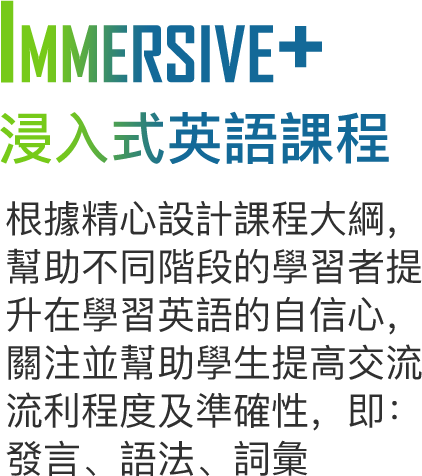 IMMERSIVE+
浸入式英語課程
根據精心設計課程大綱，
幫助不同階段的學習者提
升在學習英語的自信心，
關注並幫助學生提高交流
流利程度及準確性，即：
發言、語法、詞彙